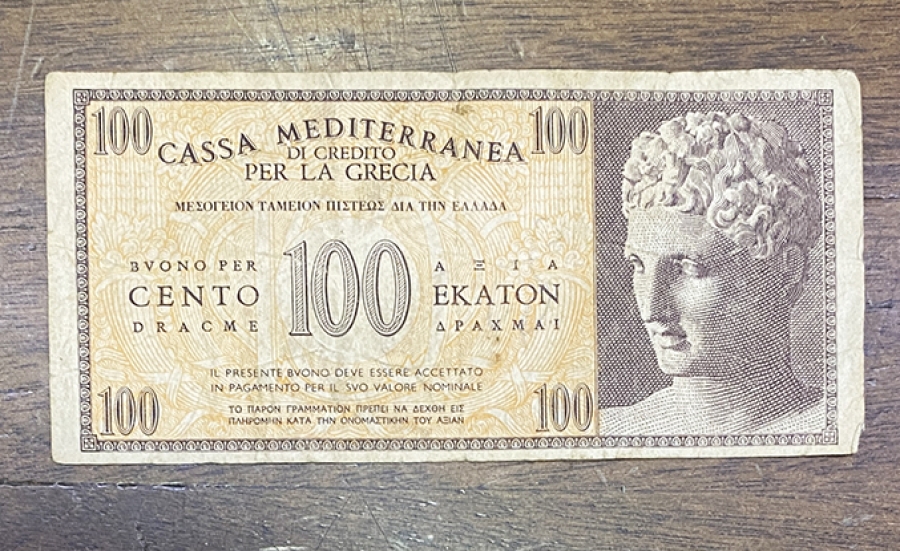 100 100
CASSA MEDITERRANEA
DI CREDITO
PER LA GRECIA
ΜΕΣΟΓΕΙΟΝ ΤΑΜΕΙΟΝ ΠΙΣΤΕΩΣ ΔΙΑ ΤΗΝ ΕΛΛΑΔΑ
BVONO PER 100 ΑΞΙΑ
CENTO ΕΚΑΤΟΝ
DRACME ΔΡΑΧΜΑΙ
IL PRESENTE BVONO DEVE ESSERE ACCETTATO
IN PAGAMENTO PER IL SVO VALORE NOMINALE
ΤΟ ΠΑΡΟΝ ΓΡΑΜΜΑΤΙΟΝ ΠΡΕΠΕΙ ΝΑ ΔΕΧΘΗ ΕΙΣ
ΠΛΗΡΩΜΗΝ ΚΑΤΑ ΤΗΝ ΟΝΟΜΑΣΤΙΚΗΝ ΤΟΥ ΑΞΙΑΝ
100 100